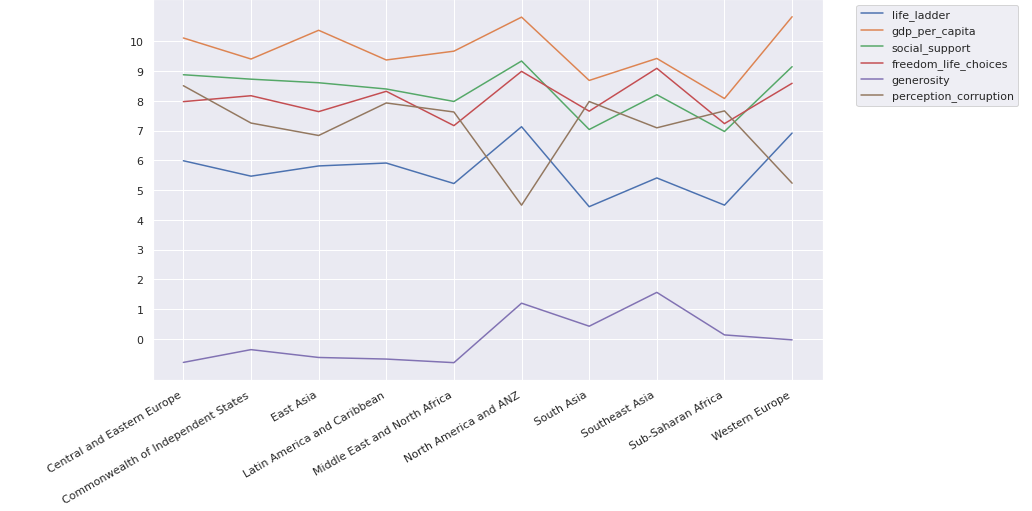 10
9
8
7
6
5
4
3
2
1
0
Central and Eastern Europe
Commonwealth of Independent States
East Asia
Latin America and Caribbean
Middle East and North Africa
North America and ANZ
South Asia
Southeast Asia
Sub-Saharan Africa
Western Europe
life_ladder
gdp_per_capita
social_support
freedom_life_choices
generosity
perception_corruption